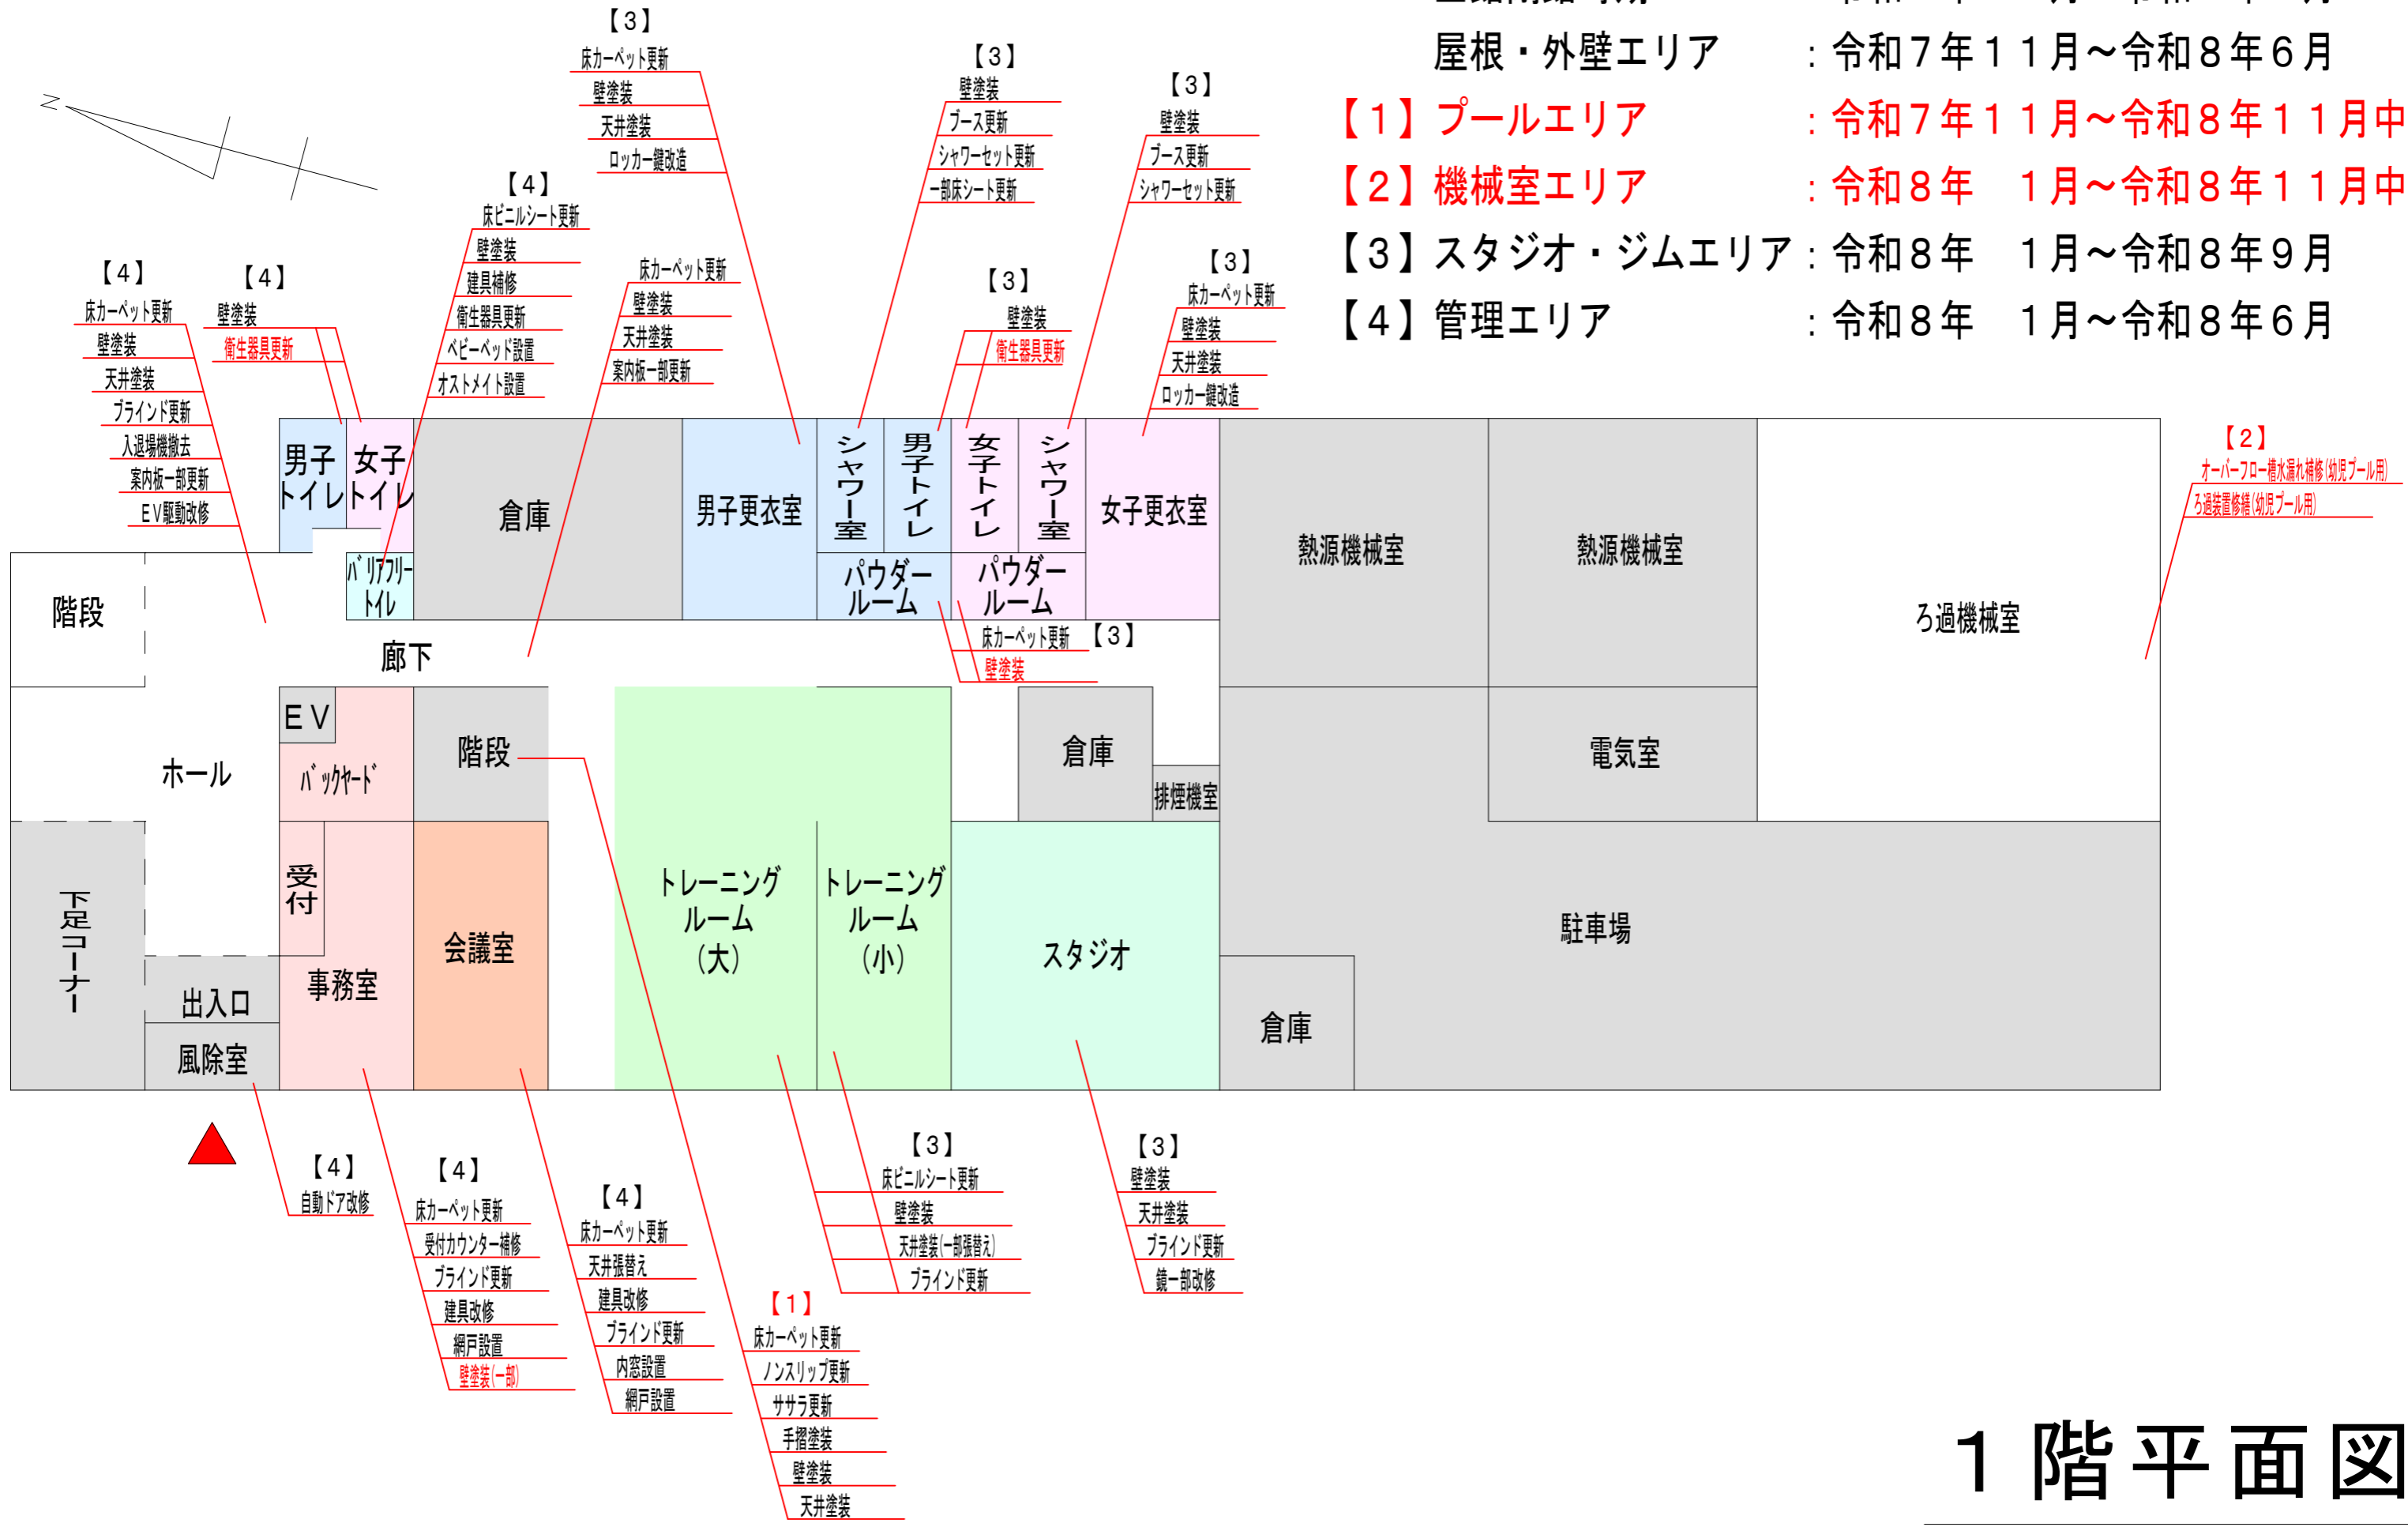 屋根・外壁エリア ：令和７年１１月～令和８年６月
【１】プールエリア ：令和７年１１月～令和８年１１月中
【２】機械室エリア ：令和８年　１月～令和８年１１月中
【３】スタジオ・ジムエリア：令和８年　１月～令和８年９月
【４】管理エリア ：令和８年　１月～令和８年６月
N
【３】
床カーペット更新
壁塗装
天井塗装
ロッカー鍵改造
【３】
壁塗装
ブース更新
シャワーセット更新
一部床シート更新
【３】
壁塗装
ブース更新
シャワーセット更新
【４】
床ビニルシート更新
壁塗装
建具補修
衛生器具更新
ベビーベッド設置
オストメイト設置
床カーペット更新
壁塗装
天井塗装
案内板一部更新
【３】
壁塗装
衛生器具更新
【３】
床カーペット更新
壁塗装
天井塗装
ロッカー鍵改造
【４】
床カーペット更新
壁塗装
天井塗装
ブラインド更新
入退場機撤去
案内板一部更新
ＥＶ駆動改修
【４】
壁塗装
衛生器具更新
【２】
オーバーフロー槽水漏れ補修(幼児プール用)
ろ過装置修繕(幼児プール用)
男子
トイレ
女子
トイレ
倉庫
男子更衣室
シャワー室
男子トイレ
女子トイレ
シャワー室
女子更衣室
熱源機械室
熱源機械室
ろ過機械室
階段
バリアフリー
トイレ
パウダー
ルーム
パウダー
ルーム
廊下
床カーペット更新
【３】
壁塗装
ＥＶ
バックヤード
階段
ホール
倉庫
排煙機室
電気室
下足コーナー
受付
事務室
会議室
トレーニング
ルーム
（大）
トレーニング
ルーム
（小）
スタジオ
駐車場
倉庫
出入口
風除室
【４】
自動ドア改修
【４】
床カーペット更新
受付カウンター補修
ブラインド更新
建具改修
網戸設置
壁塗装(一部)
【４】
床カーペット更新
天井張替え
建具改修
ブラインド更新
内窓設置
網戸設置
【１】
床カーペット更新
ノンスリップ更新
ササラ更新
手摺塗装
壁塗装
天井塗装
【３】
床ビニルシート更新
壁塗装
天井塗装(一部張替え)
ブラインド更新
【３】
壁塗装
天井塗装
ブラインド更新
鏡一部改修
１階平面図